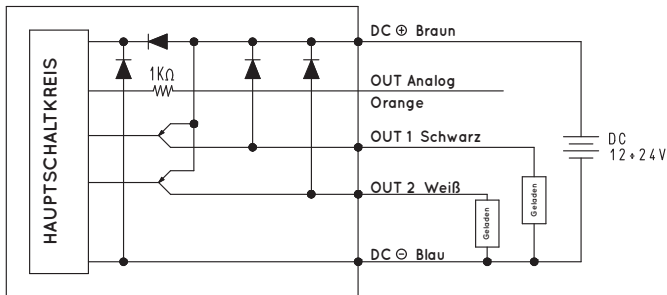 DC ⊕ Braun
1KΩ
OUT Analog
Orange
OUT 1 Schwarz
DC
12÷24V
HAUPTSCHALTKREIS
OUT 2 Weiß
Geladen
Geladen
DC ⊖ Blau